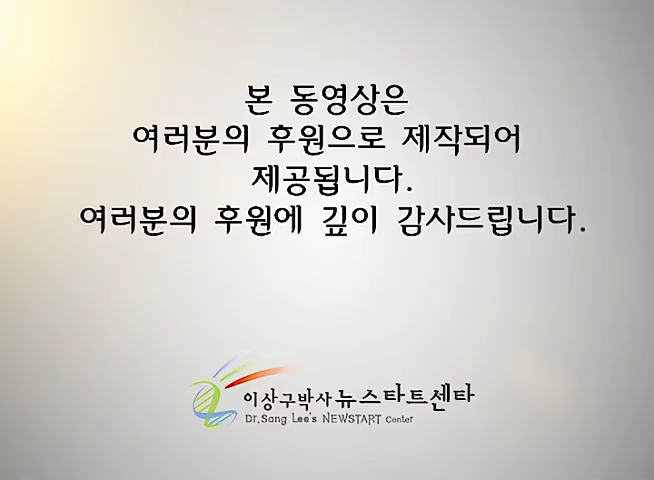 본 동영상은
여러분의 후원으로 제작되어
제공됩니다.
여러분의 후원에 깊이 감사드립니다.
이상구박사 뉴스타트센타
Dr.Sang Lee's NEWSTART Center